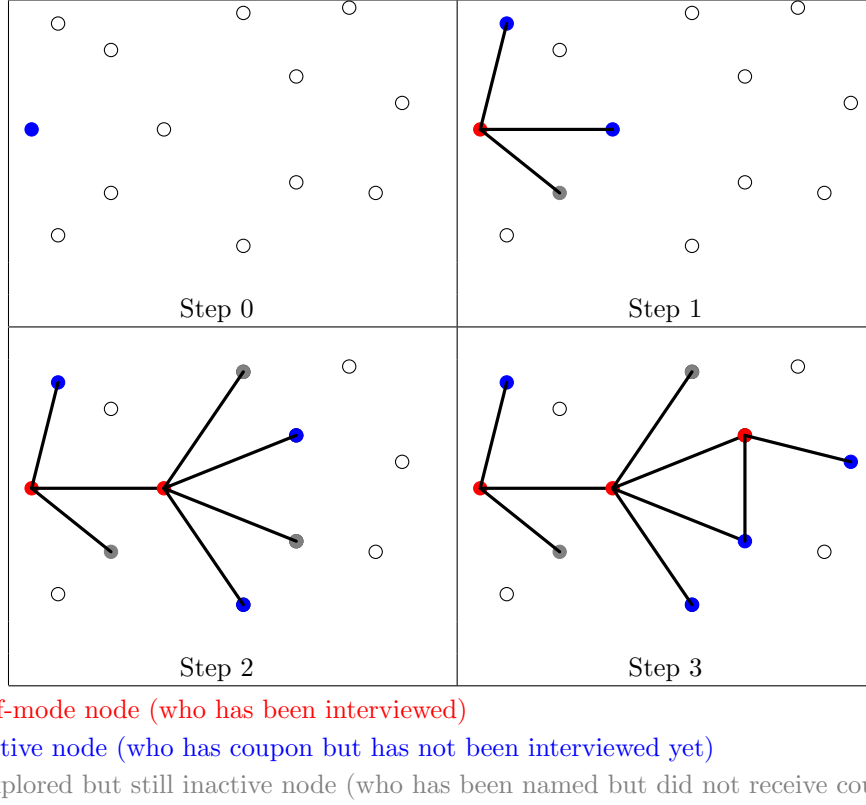 Step 0
Step 1
Step 2
Step 3
f-mode node (who has been interviewed)
tive node (who has coupon but has not been interviewed yet)
plored but still inactive node (who has been named but did not receive cou